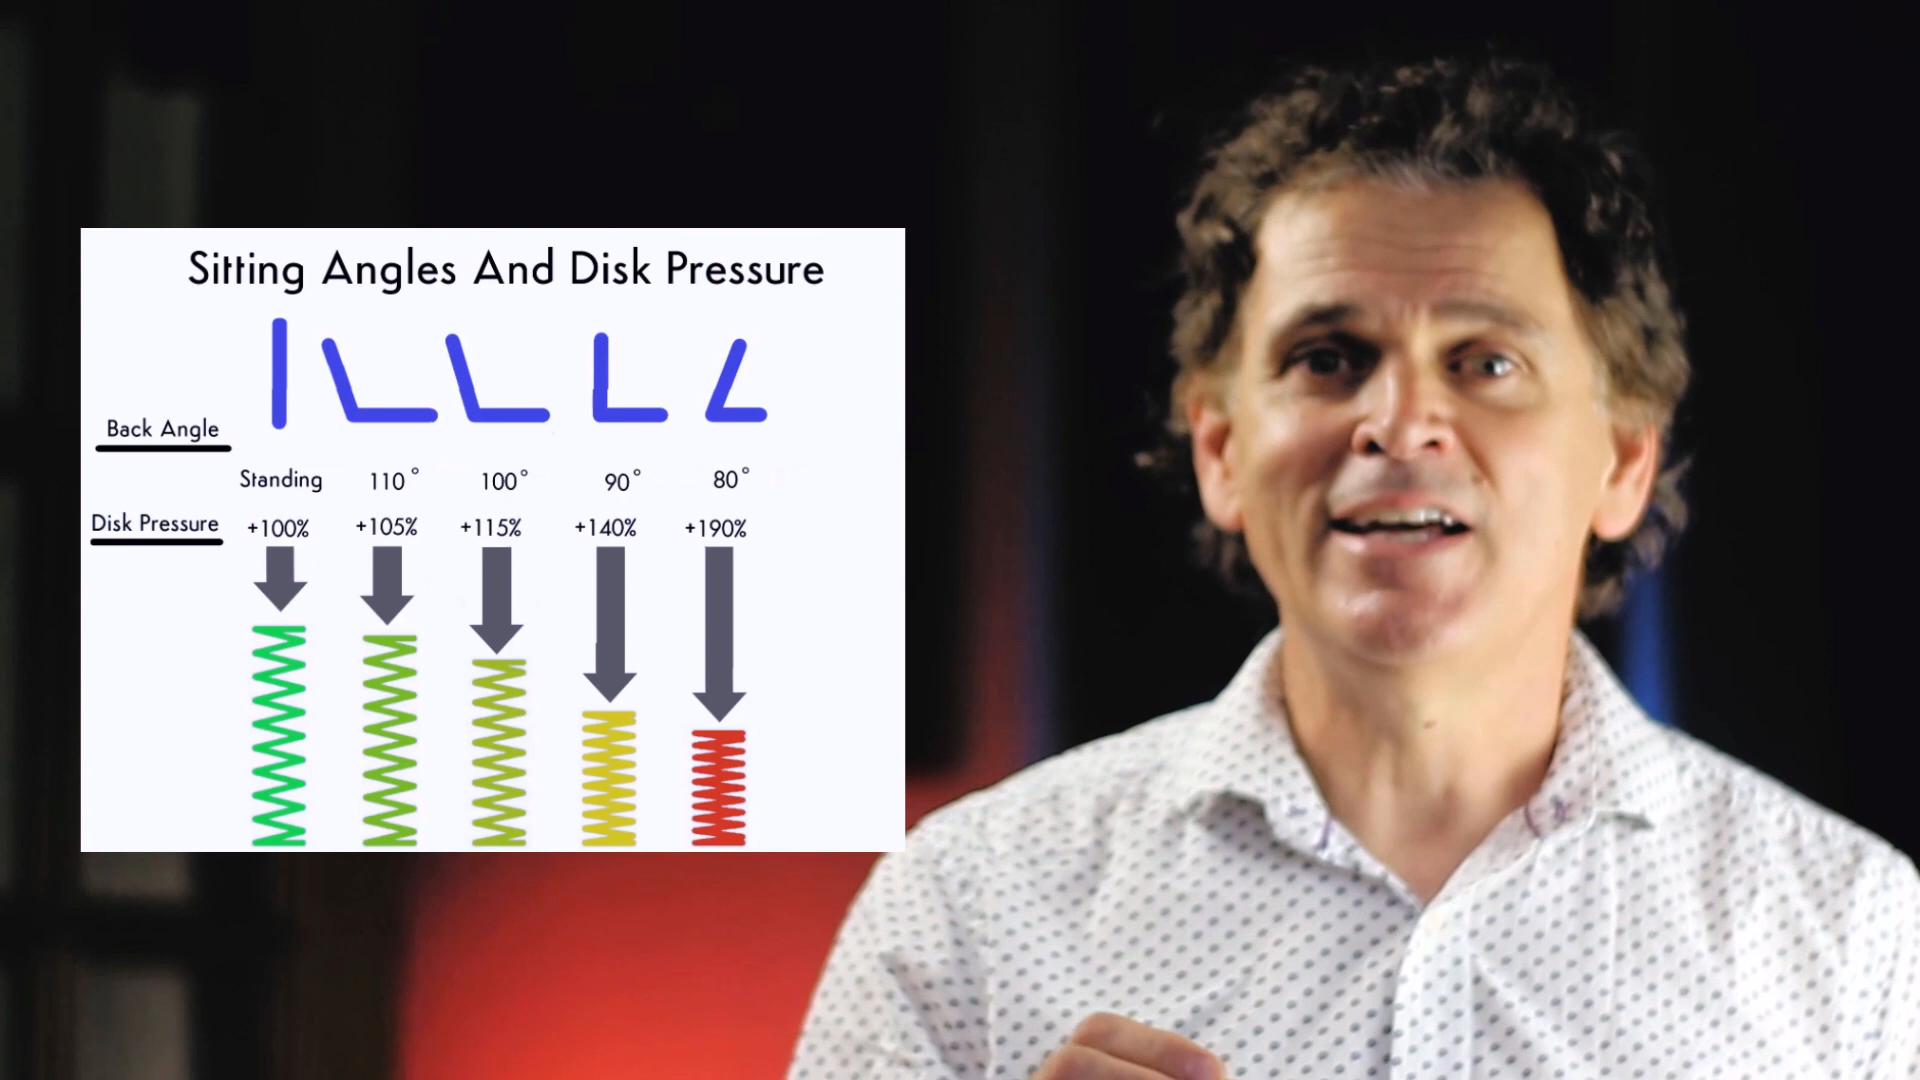 Sitting Angles And Disk Pressure
Back Angle
Standing 110° 100° 90° 80°
Disk Pressure +100% +105% +115% +140% +190%